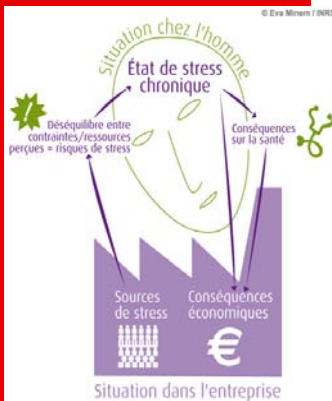 © Eva Minem / INRS
Situation chez l'homme
État de stress
chronique
Déséquilibre entre
contraintes/ressources
perçues = risques de stress
Conséquences
sur la santé
Sources
de stress
Conséquences
économiques
€
Situation dans l'entreprise